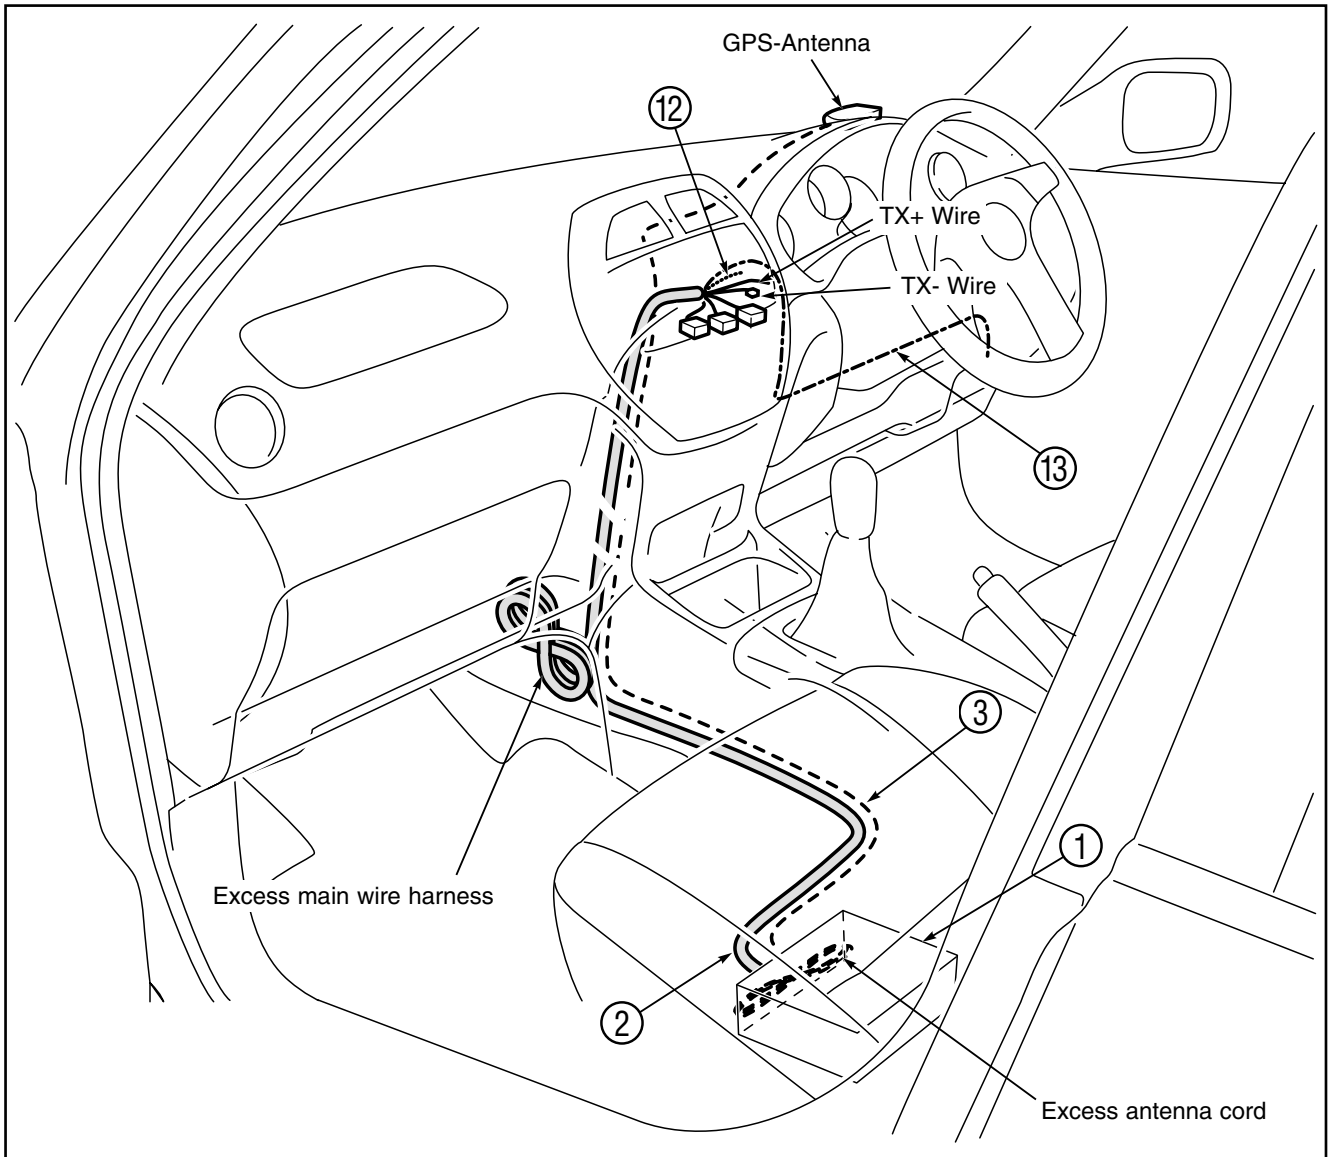 GPS-Antenna
12
TX+ Wire
TX- Wire
13
3
1
Excess main wire harness
2
Excess antenna cord